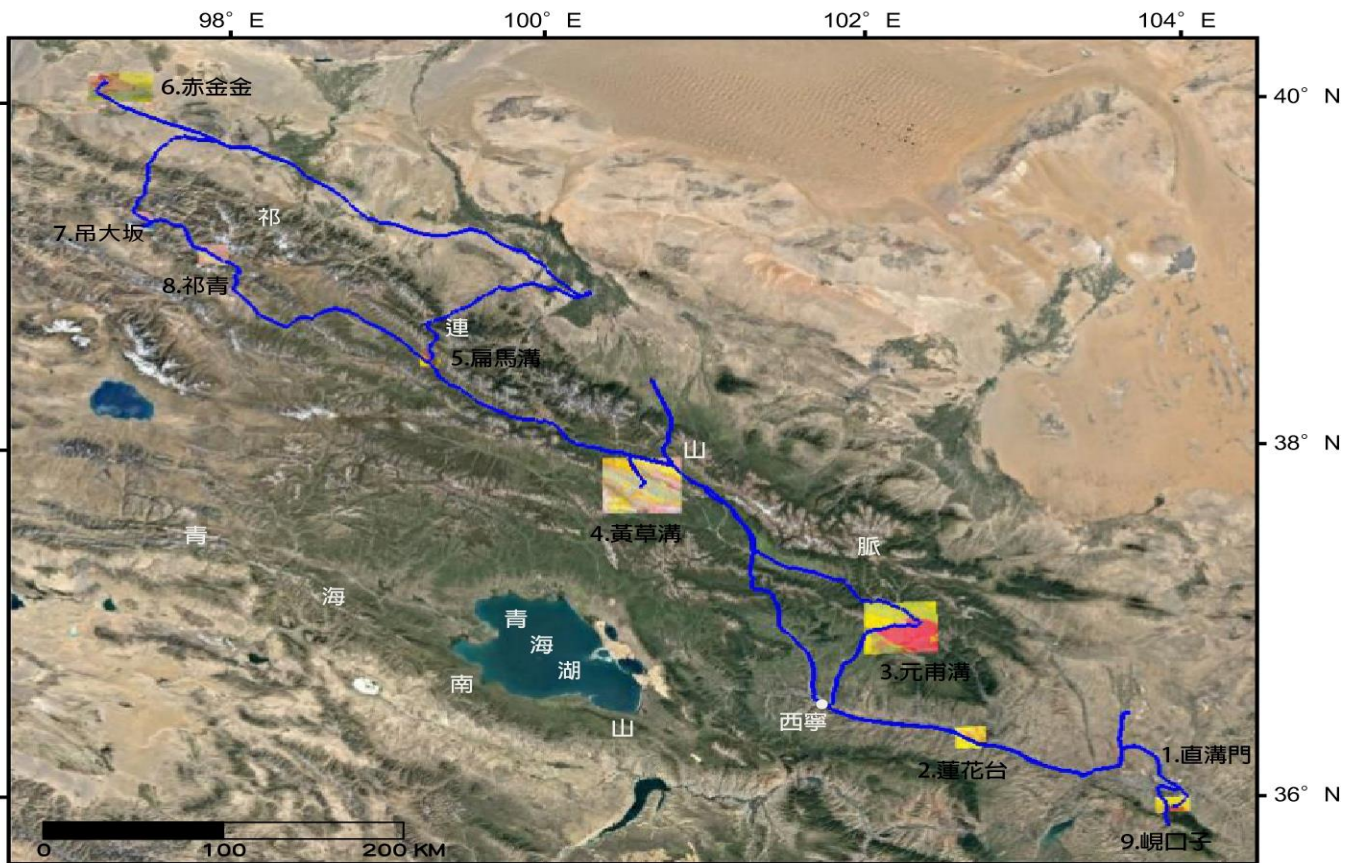 98° E
100° E
102° E
104° E
6.赤金金
40° N
祁
7.吊大坂
8.祁青
連
5.扁馬溝
山
38° N
4.黃草溝
青
脈
海
青
海
湖
3.元甫溝
南
山
西寧
1.直溝門
2.蓮花台
36° N
9.峴口子
0
100
200 KM